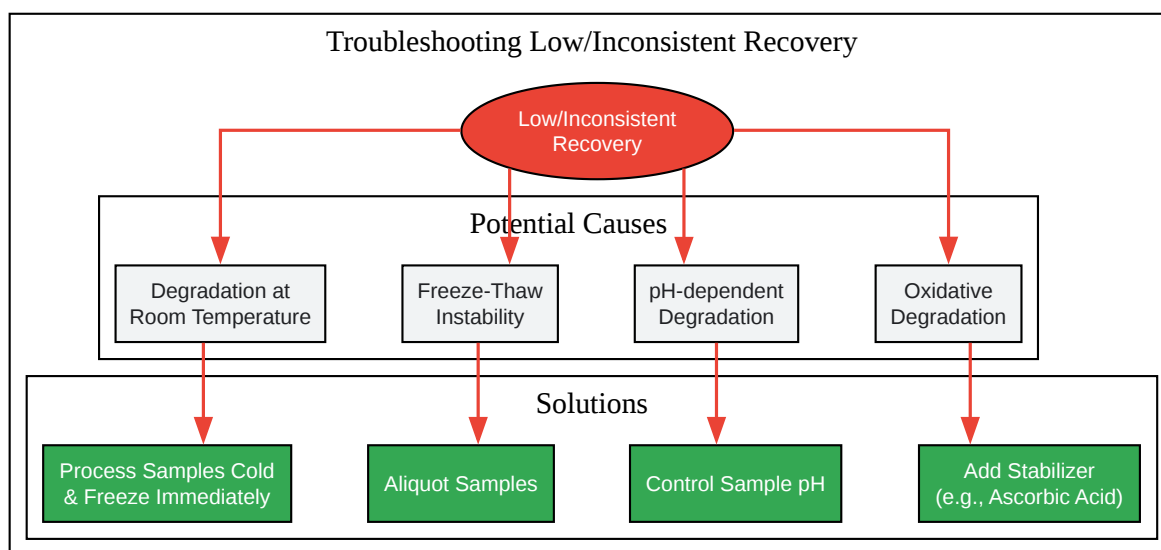 Troubleshooting Low/Inconsistent Recovery
Low/Inconsistent
Recovery
Potential Causes
Degradation at
Room Temperature
Freeze-Thaw
Instability
pH-dependent
Degradation
Oxidative
Degradation
Solutions
Process Samples Cold
& Freeze Immediately
Aliquot Samples
Control Sample pH
Add Stabilizer
(e.g., Ascorbic Acid)